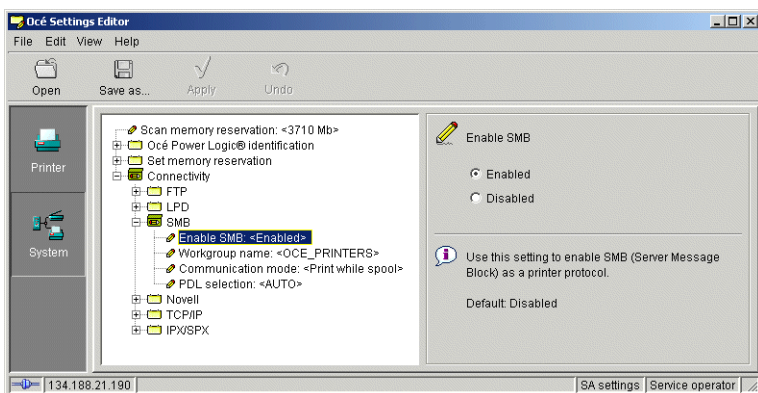 Océ Settings Editor
File Edit View Help
Open Save as... Apply Undo
Printer
System
Scan memory reservation: <3710 Mb>
Océ Power Logic® identification
Set memory reservation
Connectivity
FTP
LPD
SMB
Enable SMB: <Enabled>
Workgroup name: <OCE_PRINTERS>
Communication mode: <Print while spool>
PDL selection: <AUTO>
Novell
TCP/IP
IPX/SPX
Enable SMB
Enabled
Disabled
Use this setting to enable SMB (Server Message
Block) as a printer protocol.
Default: Disabled
134.188.21.190 SA settings Service operator